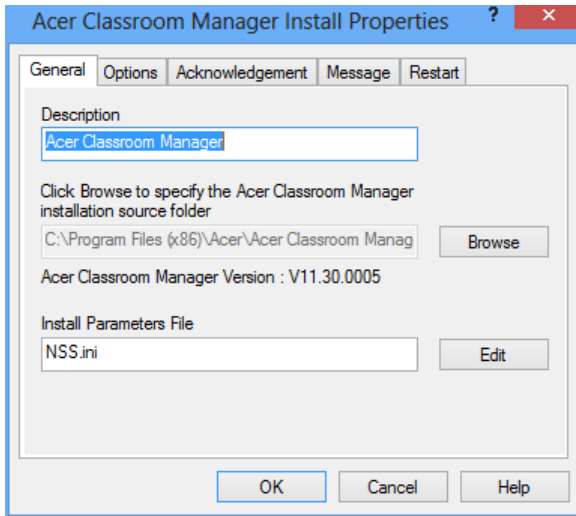 Acer Classroom Manager Install Properties ? ×
General Options Acknowledgement Message Restart
Description
Acer Classroom Manager
Click Browse to specify the Acer Classroom Manager
installation source folder
C:\Program Files (x86)\Acer\Acer Classroom Manag Browse
Acer Classroom Manager Version : V11.30.0005
Install Parameters File
NSS.ini Edit
OK Cancel Help